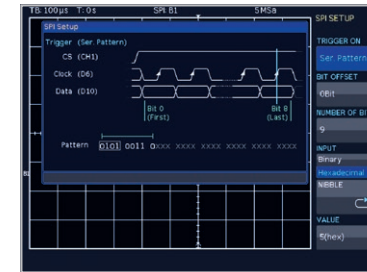 TB:100µs T:0s SPI B1 5MSa
SPI SETUP
SPI Setup
Trigger (Ser. Pattern)
CS (CH1)
Clock (D6)
Data (D10)
Bit 0
(First)
Bit 8
(Last)
Pattern 0101 0011 0xxx xxxx xxxx xxxx xxxx xxxx
B1
TRIGGER ON
Ser. Pattern
BIT OFFSET
0Bit
NUMBER OF BI
9
INPUT
Binary
Hexadecimal
NIBBLE
VALUE
5(hex)